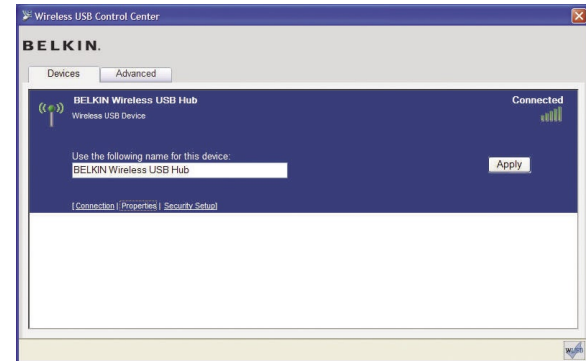 Wireless USB Control Center
BELKIN.
Devices Advanced
BELKIN Wireless USB Hub Connected
Wireless USB Device
Use the following name for this device:
BELKIN Wireless USB Hub Apply
[ Connection | Properties | Security Setup]